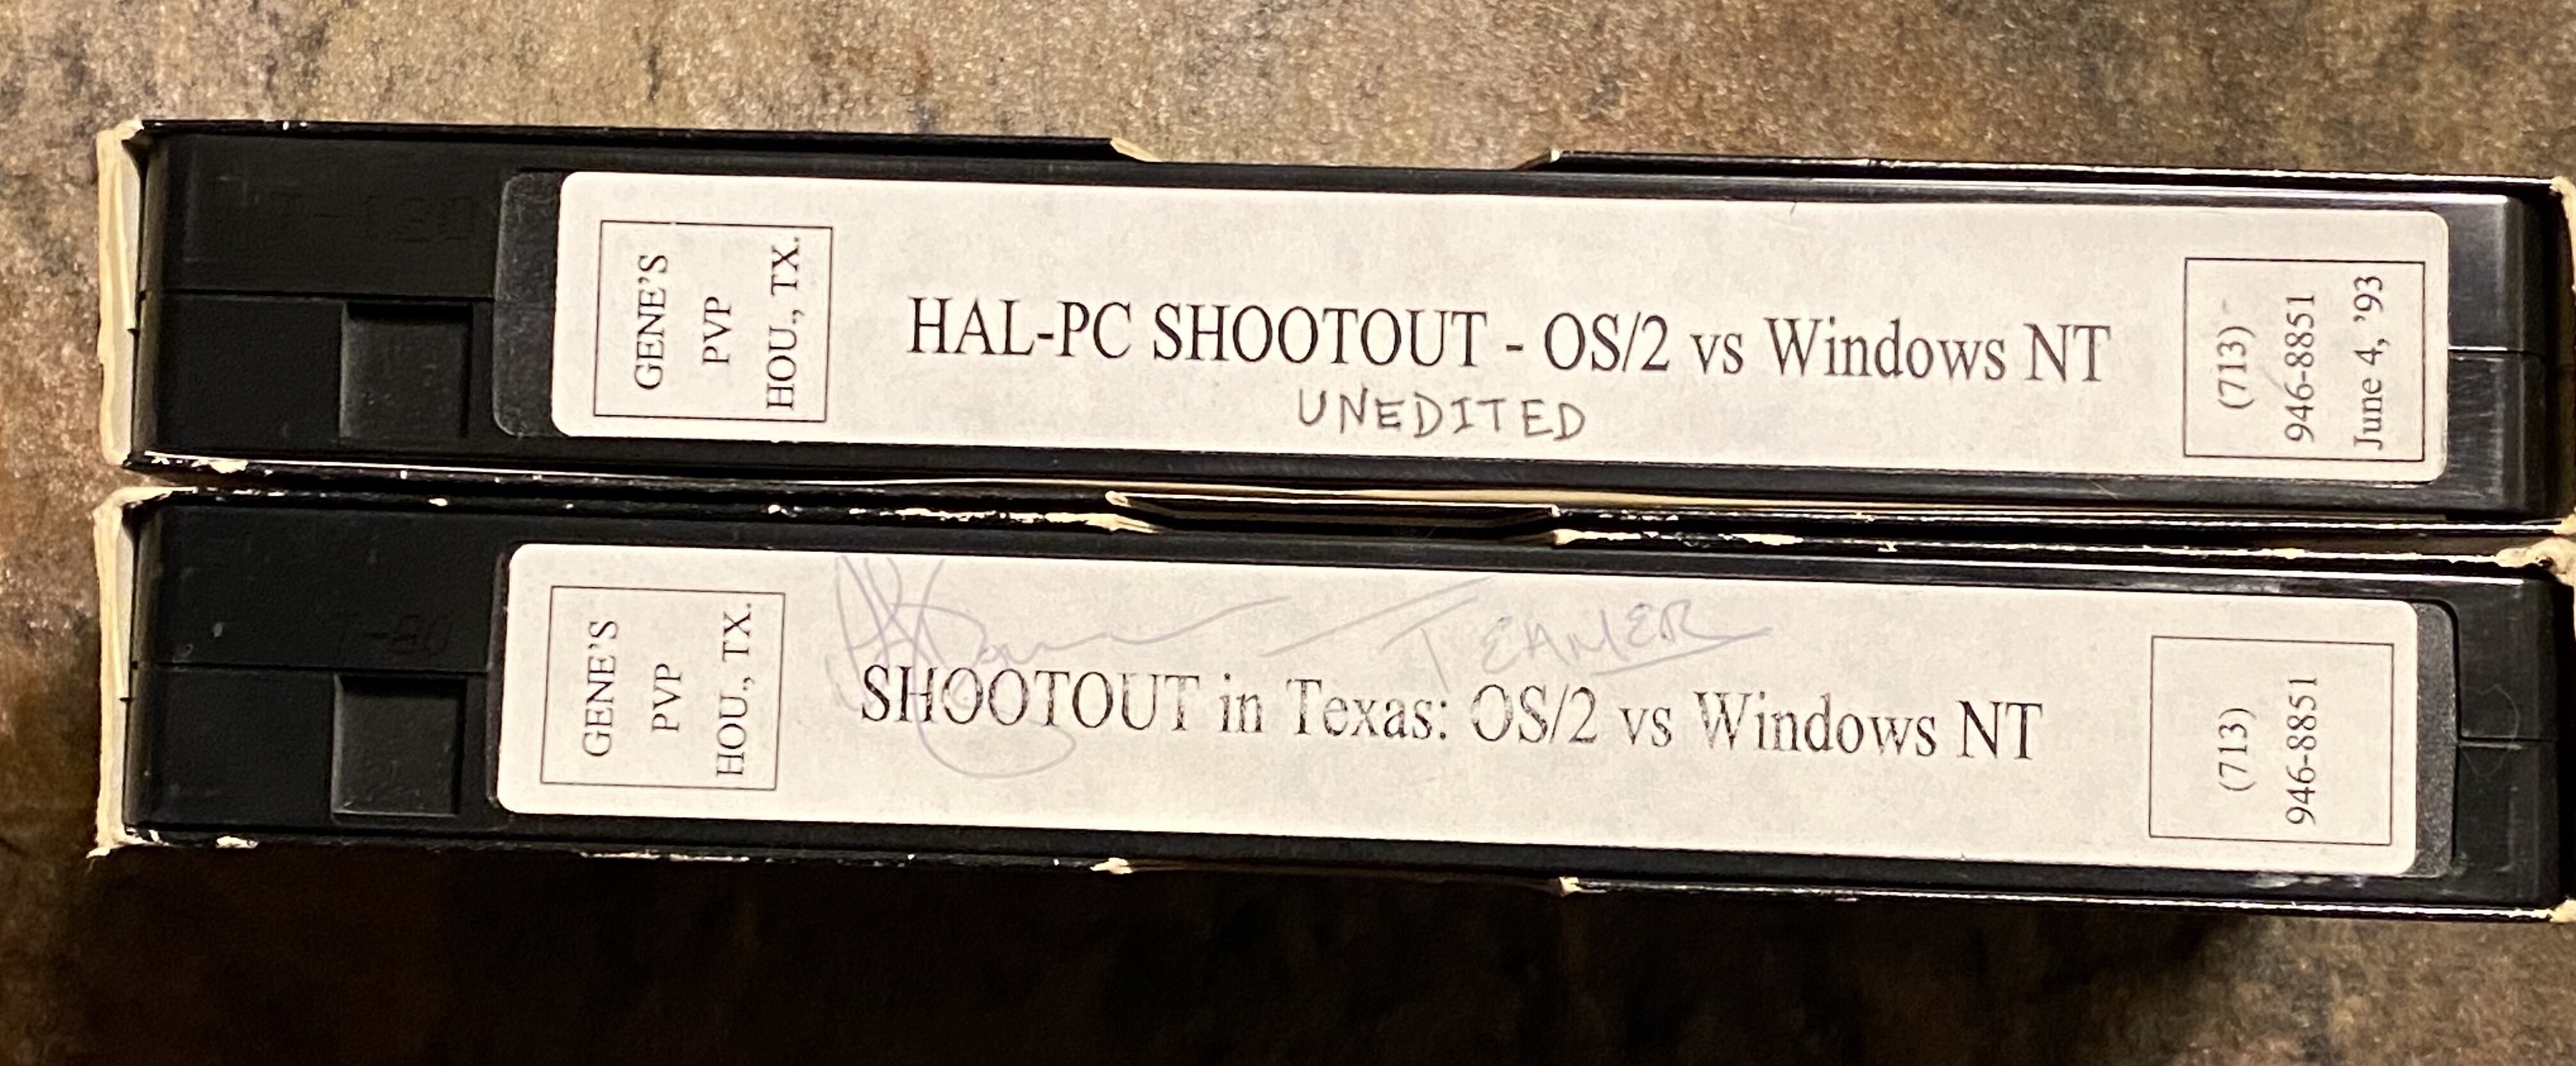 GENE'S
PVP
HOU., TX.
HAL-PC SHOOTOUT - OS/2 vs Windows NT
UNEDITED
(713)
946-8851
June 4, '93
GENE'S
PVP
HOU., TX.
TEAMER
SHOOTOUT in Texas: OS/2 vs Windows NT
(713)
946-8851